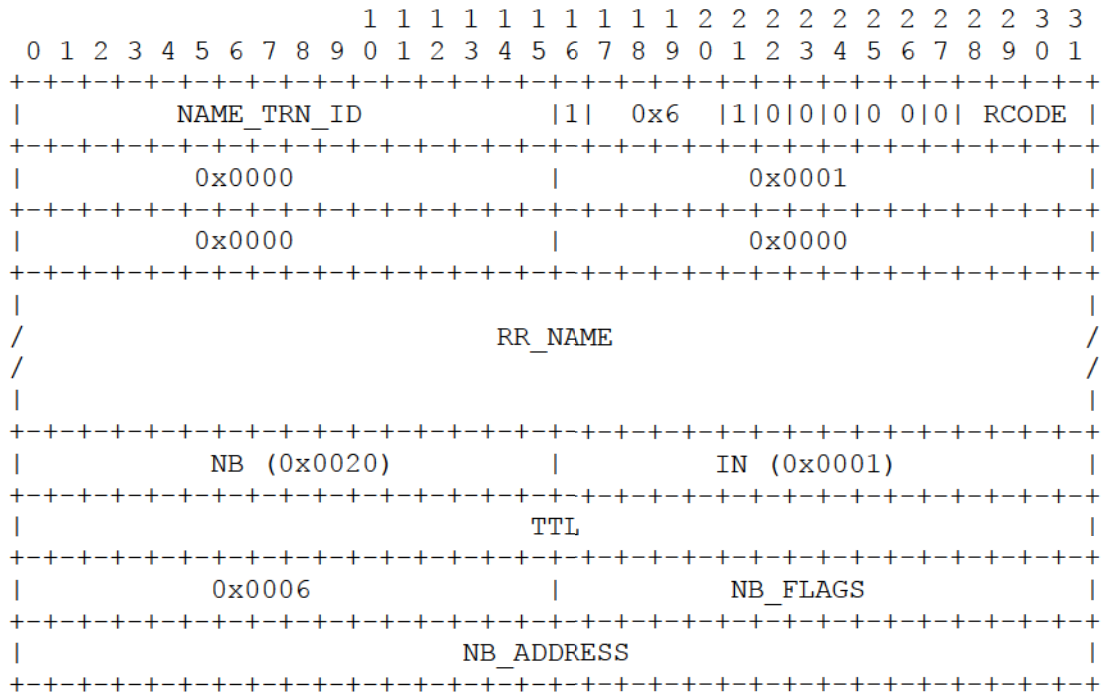 1 1 1 1 1 1 1 1 1 1 2 2 2 2 2 2 2 2 2 2 3 3
0 1 2 3 4 5 6 7 8 9 0 1 2 3 4 5 6 7 8 9 0 1 2 3 4 5 6 7 8 9 0 1
+-+-+-+-+-+-+-+-+-+-+-+-+-+-+-+-+-+-+-+-+-+-+-+-+-+-+-+-+-+-+-+-+
| NAME_TRN_ID |1| 0x6 |1|0|0|0|0 0|0| RCODE |
+-+-+-+-+-+-+-+-+-+-+-+-+-+-+-+-+-+-+-+-+-+-+-+-+-+-+-+-+-+-+-+-+
| 0x0000 | 0x0001 |
+-+-+-+-+-+-+-+-+-+-+-+-+-+-+-+-+-+-+-+-+-+-+-+-+-+-+-+-+-+-+-+-+
| 0x0000 | 0x0000 |
+-+-+-+-+-+-+-+-+-+-+-+-+-+-+-+-+-+-+-+-+-+-+-+-+-+-+-+-+-+-+-+-+
| |
/ RR_NAME /
/ /
| |
+-+-+-+-+-+-+-+-+-+-+-+-+-+-+-+-+-+-+-+-+-+-+-+-+-+-+-+-+-+-+-+-+
| NB (0x0020) | IN (0x0001) |
+-+-+-+-+-+-+-+-+-+-+-+-+-+-+-+-+-+-+-+-+-+-+-+-+-+-+-+-+-+-+-+-+
| TTL |
+-+-+-+-+-+-+-+-+-+-+-+-+-+-+-+-+-+-+-+-+-+-+-+-+-+-+-+-+-+-+-+-+
| 0x0006 | NB_FLAGS |
+-+-+-+-+-+-+-+-+-+-+-+-+-+-+-+-+-+-+-+-+-+-+-+-+-+-+-+-+-+-+-+-+
| NB_ADDRESS |
+-+-+-+-+-+-+-+-+-+-+-+-+-+-+-+-+-+-+-+-+-+-+-+-+-+-+-+-+-+-+-+-+